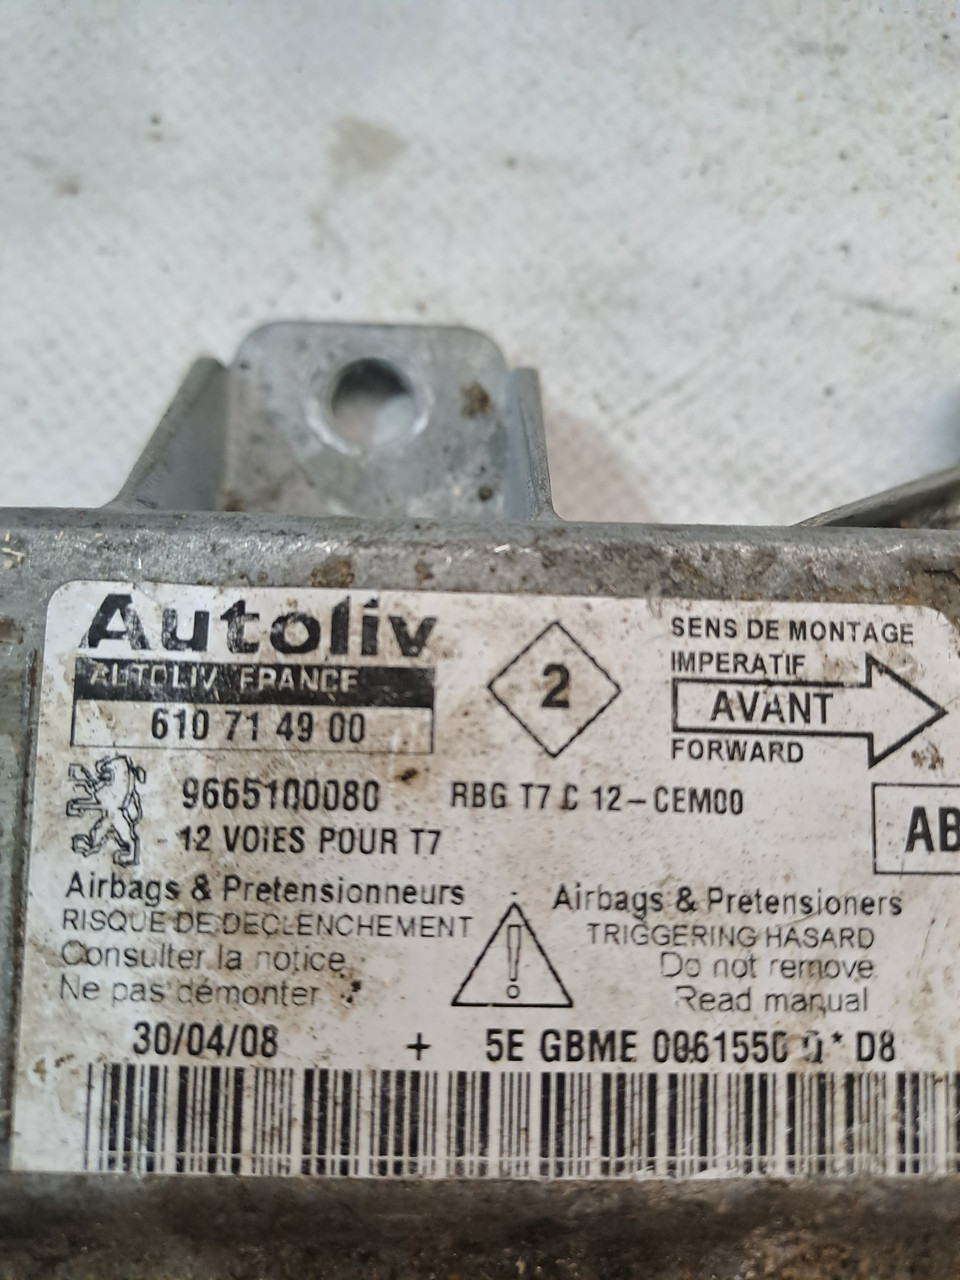 Autoliv
AUTOLIV FRANCE
610 71 49 00
2
SENS DE MONTAGE
IMPERATIF
AVANT
FORWARD
9665100080 RBG T7 C 12-CEM00
12 VOIES POUR T7
AB
Airbags & Pretensionneurs
RISQUE DE DECLENCHEMENT
Consulter la notice
Ne pas démonter
!
Airbags & Pretensioners
TRIGGERING HASARD
Do not remove
Read manual
30/04/08 + 5E GBME * D8